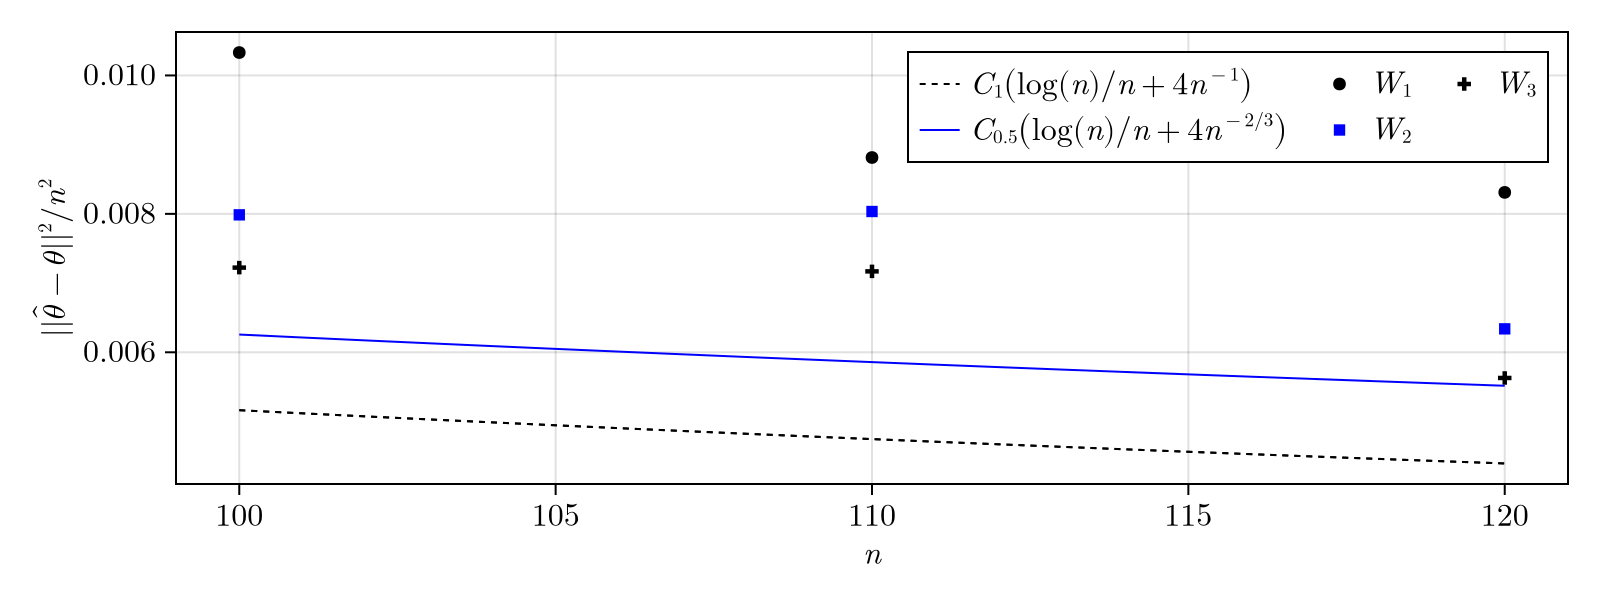 0.010
0.008
0.006
||θ̂ − θ||²/n²
C₁(log(n)/n + 4n⁻¹)
C₀.₅(log(n)/n + 4n⁻²ᐟ³)
W₁
W₂
W₃
100 105 110 115 120
n